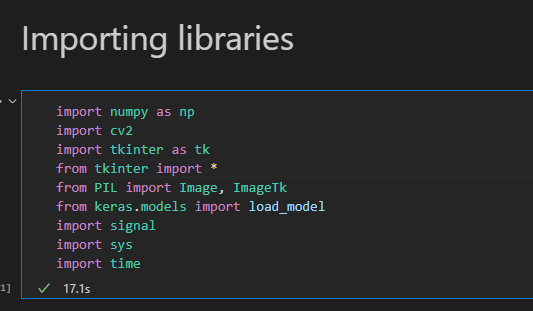 Importing libraries
import numpy as np
import cv2
import tkinter as tk
from tkinter import *
from PIL import Image, ImageTk
from keras.models import load_model
import signal
import sys
import time
1]
17.1s